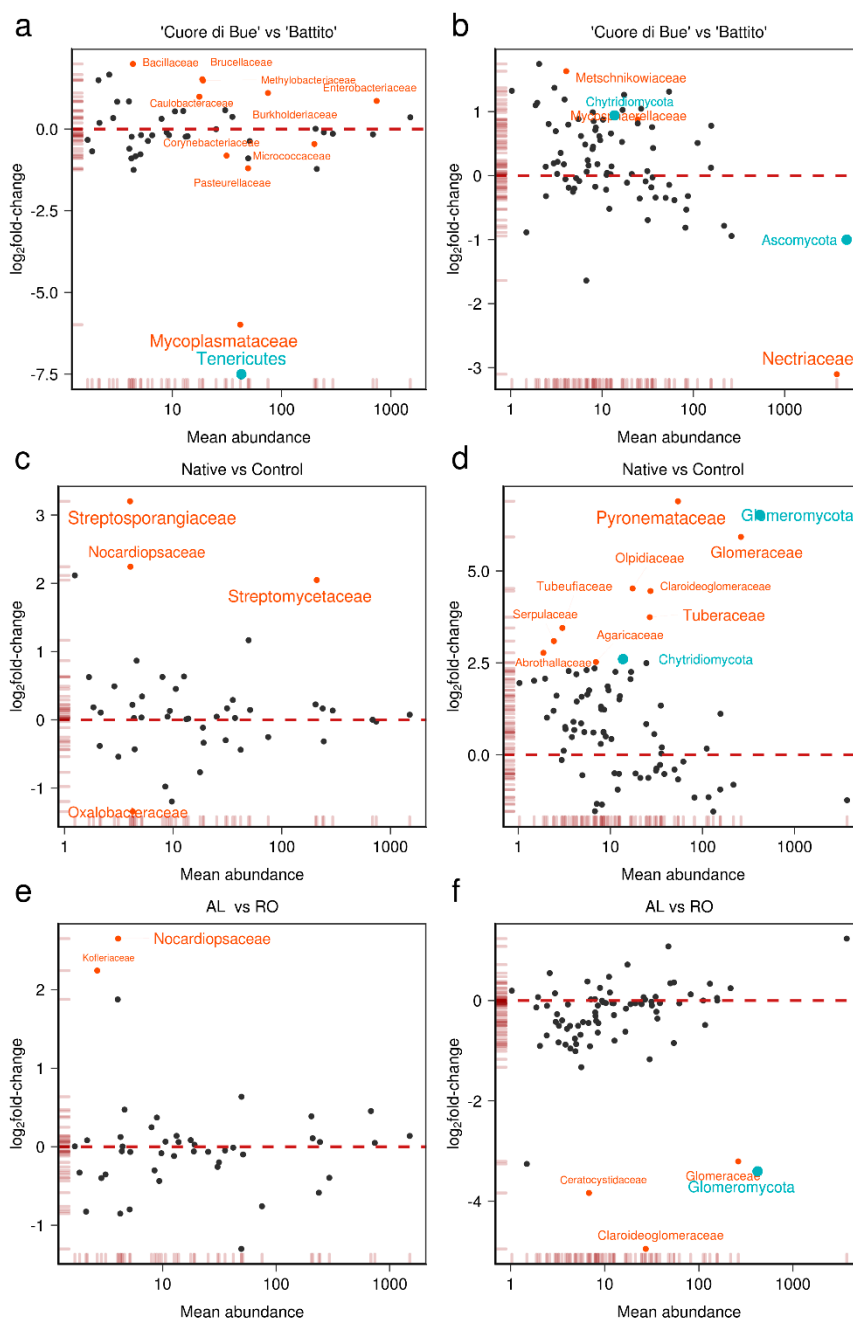 a
'Cuore di Bue' vs 'Battito'
Bacillaceae
Brucellaceae
Methylobacteriaceae
Enterobacteriaceae
Caulobacteraceae
Burkholderiaceae
Corynebacteriaceae
Micrococcaceae
Pasteurellaceae
Mycoplasmataceae
Tenericutes
0.0
-2.5
-5.0
-7.5
log2fold-change
10
100
1000
Mean abundance
b
'Cuore di Bue' vs 'Battito'
Metschnikowiaceae
Chytridiomycota
Mycosphaerellaceae
Ascomycota
Nectriaceae
1
0
-1
-2
-3
log2fold-change
1
10
100
1000
Mean abundance
c
Native vs Control
Streptosporangiaceae
Nocardiopsaceae
Streptomycetaceae
Oxalobacteraceae
3
2
1
0
-1
log2fold-change
1
10
100
1000
Mean abundance
d
Native vs Control
Pyronemataceae
Glomeromycota
Glomeraceae
Olpidiaceae
Tubeufiaceae
Claroideoglomeraceae
Serpulaceae
Tuberaceae
Agaricaceae
Abrothallaceae
Chytridiomycota
5.0
2.5
0.0
log2fold-change
1
10
100
1000
Mean abundance
e
AL vs RO
Nocardiopsaceae
Kofleriaceae
2
1
0
-1
log2fold-change
10
100
1000
Mean abundance
f
AL vs RO
Ceratocystidaceae
Glomeraceae
Glomeromycota
Claroideoglomeraceae
0
-2
-4
log2fold-change
1
10
100
1000
Mean abundance